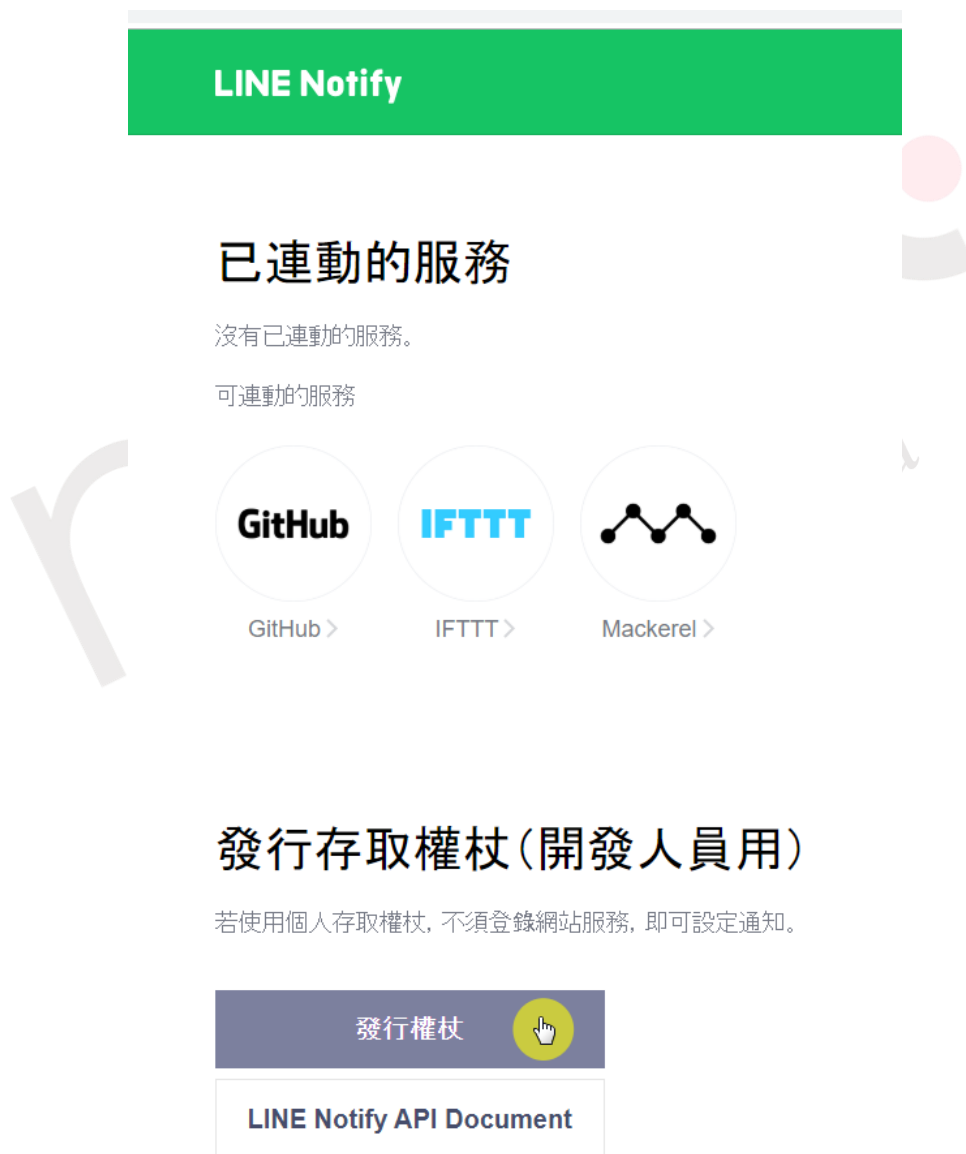 LINE Notify
已連動的服務
沒有已連動的服務。
可連動的服務
GitHub IFTTT
GitHub IFTTT Mackerel
發行存取權杖(開發人員用)
若使用個人存取權杖, 不須登錄網站服務, 即可設定通知。
發行權杖
LINE Notify API Document